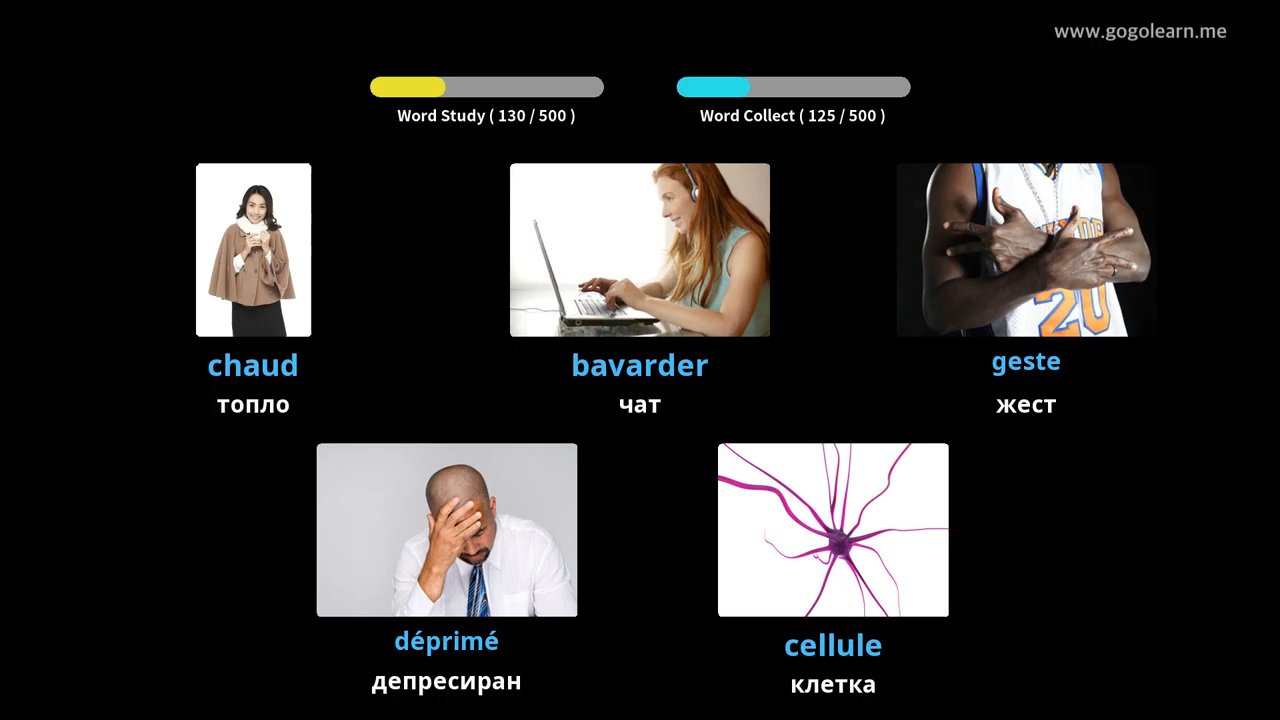 www.gogolearn.me
Word Study ( 130 / 500 )
Word Collect ( 125 / 500 )
20
chaud
топло
bavarder
чат
geste
жест
déprimé
депресиран
cellule
клетка